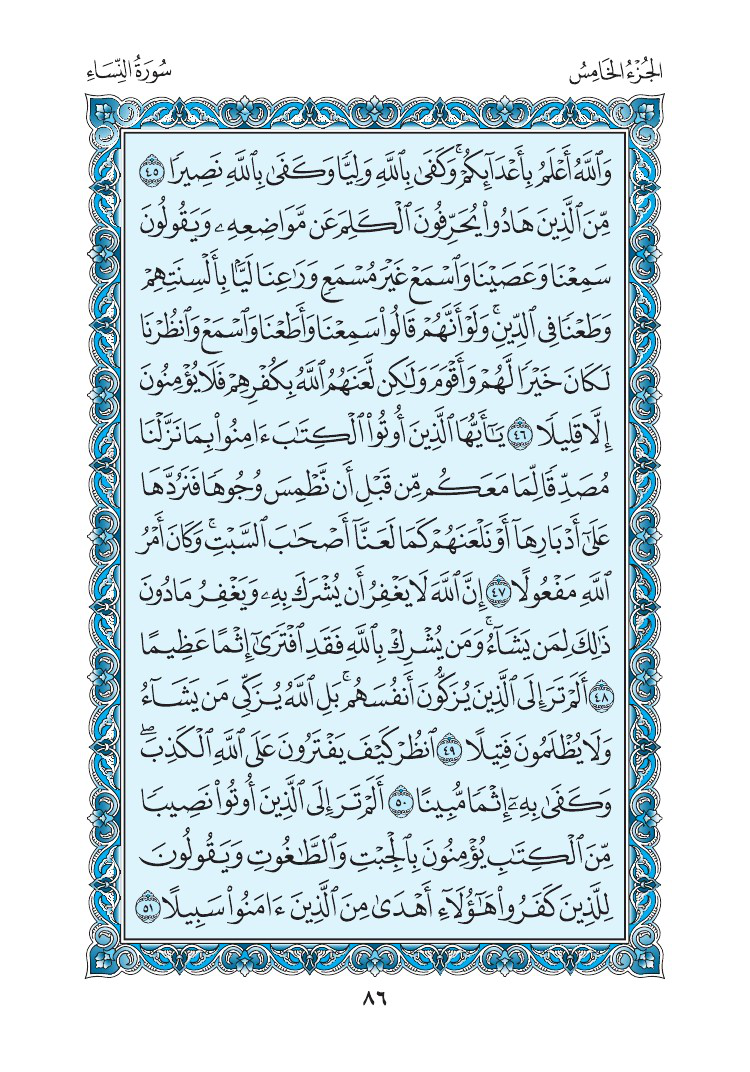 الجُزْءُ الخَامِسُ
سُورَةُ النِّسَاءِ
وَٱللَّهُ أَعْلَمُ بِأَعْدَآئِكُمْۚ وَكَفَىٰ بِٱللَّهِ وَلِيّٗا وَكَفَىٰ بِٱللَّهِ نَصِيرٗا ٤٥
مِّنَ ٱلَّذِينَ هَادُواْ يُحَرِّفُونَ ٱلْكَلِمَ عَن مَّوَاضِعِهِۦ وَيَقُولُونَ
سَمِعْنَا وَعَصَيْنَا وَٱسْمَعْ غَيْرَ مُسْمَعٖ وَرَٰعِنَا لَيَّۢا بِأَلْسِنَتِهِمْ
وَطَعْنٗا فِي ٱلدِّينِۚ وَلَوْ أَنَّهُمْ قَالُواْ سَمِعْنَا وَأَطَعْنَا وَٱسْمَعْ وَٱنظُرْنَا
لَكَانَ خَيْرٗا لَّهُمْ وَأَقْوَمَ وَلَٰكِن لَّعَنَهُمُ ٱللَّهُ بِكُفْرِهِمْ فَلَا يُؤْمِنُونَ
إِلَّا قَلِيلٗا ٤٦ يَٰٓأَيُّهَا ٱلَّذِينَ أُوتُواْ ٱلْكِتَٰبَ ءَامِنُواْ بِمَا نَزَّلْنَا
مُصَدِّقٗا لِّمَا مَعَكُم مِّن قَبْلِ أَن نَّطْمِسَ وُجُوهٗا فَنَرُدَّهَا
عَلَىٰٓ أَدْبَارِهَآ أَوْ نَلْعَنَهُمْ كَمَا لَعَنَّآ أَصْحَٰبَ ٱلسَّبْتِۚ وَكَانَ أَمْرُ
ٱللَّهِ مَفْعُولًا ٤٧ إِنَّ ٱللَّهَ لَا يَغْفِرُ أَن يُشْرَكَ بِهِۦ وَيَغْفِرُ مَا دُونَ
ذَٰلِكَ لِمَن يَشَآءُۚ وَمَن يُشْرِكْ بِٱللَّهِ فَقَدِ ٱفْتَرَىٰٓ إِثْمًا عَظِيمًا
٤٨ أَلَمْ تَرَ إِلَى ٱلَّذِينَ يُزَكُّونَ أَنفُسَهُمۚ بَلِ ٱللَّهُ يُزَكِّي مَن يَشَآءُ
وَلَا يُظْلَمُونَ فَتِيلًا ٤٩ ٱنظُرْ كَيْفَ يَفْتَرُونَ عَلَى ٱللَّهِ ٱلْكَذِبَۖ
وَكَفَىٰ بِهِۦٓ إِثْمٗا مُّبِينًا ٥٠ أَلَمْ تَرَ إِلَى ٱلَّذِينَ أُوتُواْ نَصِيبٗا
مِّنَ ٱلْكِتَٰبِ يُؤْمِنُونَ بِٱلْجِبْتِ وَٱلطَّٰغُوتِ وَيَقُولُونَ
لِلَّذِينَ كَفَرُواْ هَٰٓؤُلَآءِ أَهْدَىٰ مِنَ ٱلَّذِينَ ءَامَنُواْ سَبِيلًا ٥١
٨٦